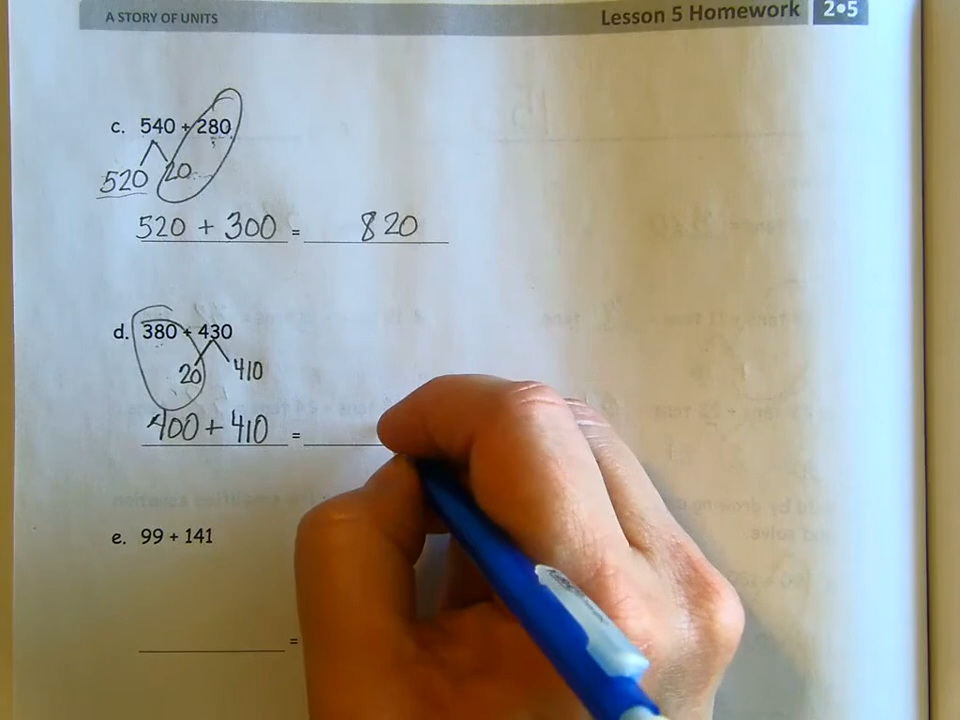 A STORY OF UNITS
Lesson 5 Homework 2•5
c. 540 + 280
520 20
520 + 300 = 820
d. 380 + 430
20 410
400 + 410 =
e. 99 + 141
=